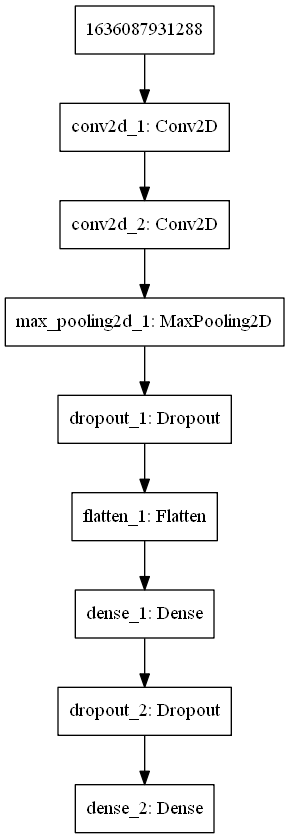 1636087931288
conv2d_1: Conv2D
conv2d_2: Conv2D
max_pooling2d_1: MaxPooling2D
dropout_1: Dropout
flatten_1: Flatten
dense_1: Dense
dropout_2: Dropout
dense_2: Dense